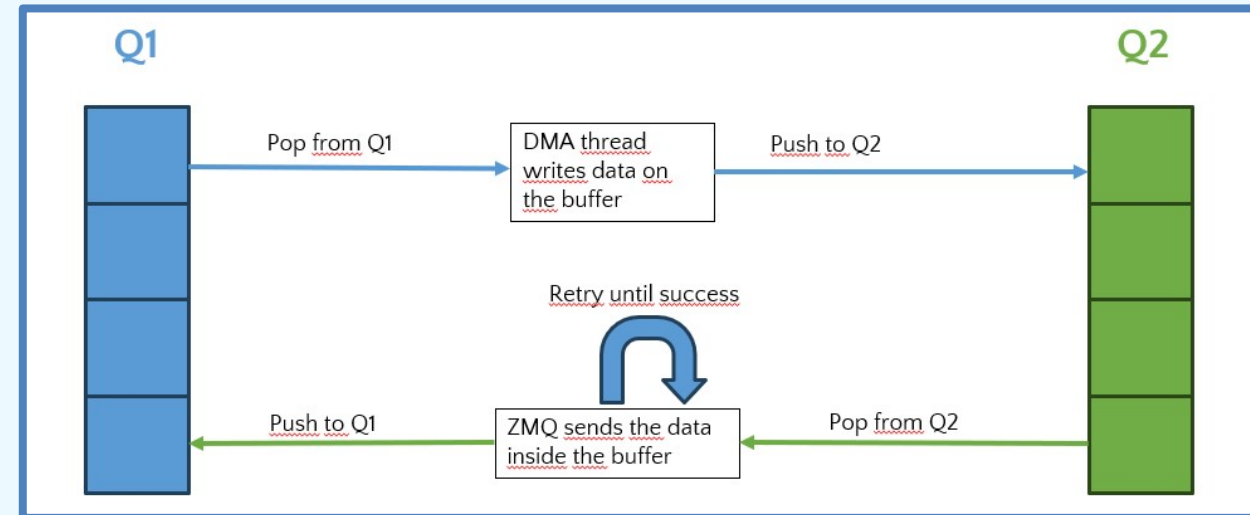 Q1
Q2
Pop from Q1
DMA thread
writes data on
the buffer
Push to Q2
Retry until success
Push to Q1
ZMQ sends the data
inside the buffer
Pop from Q2